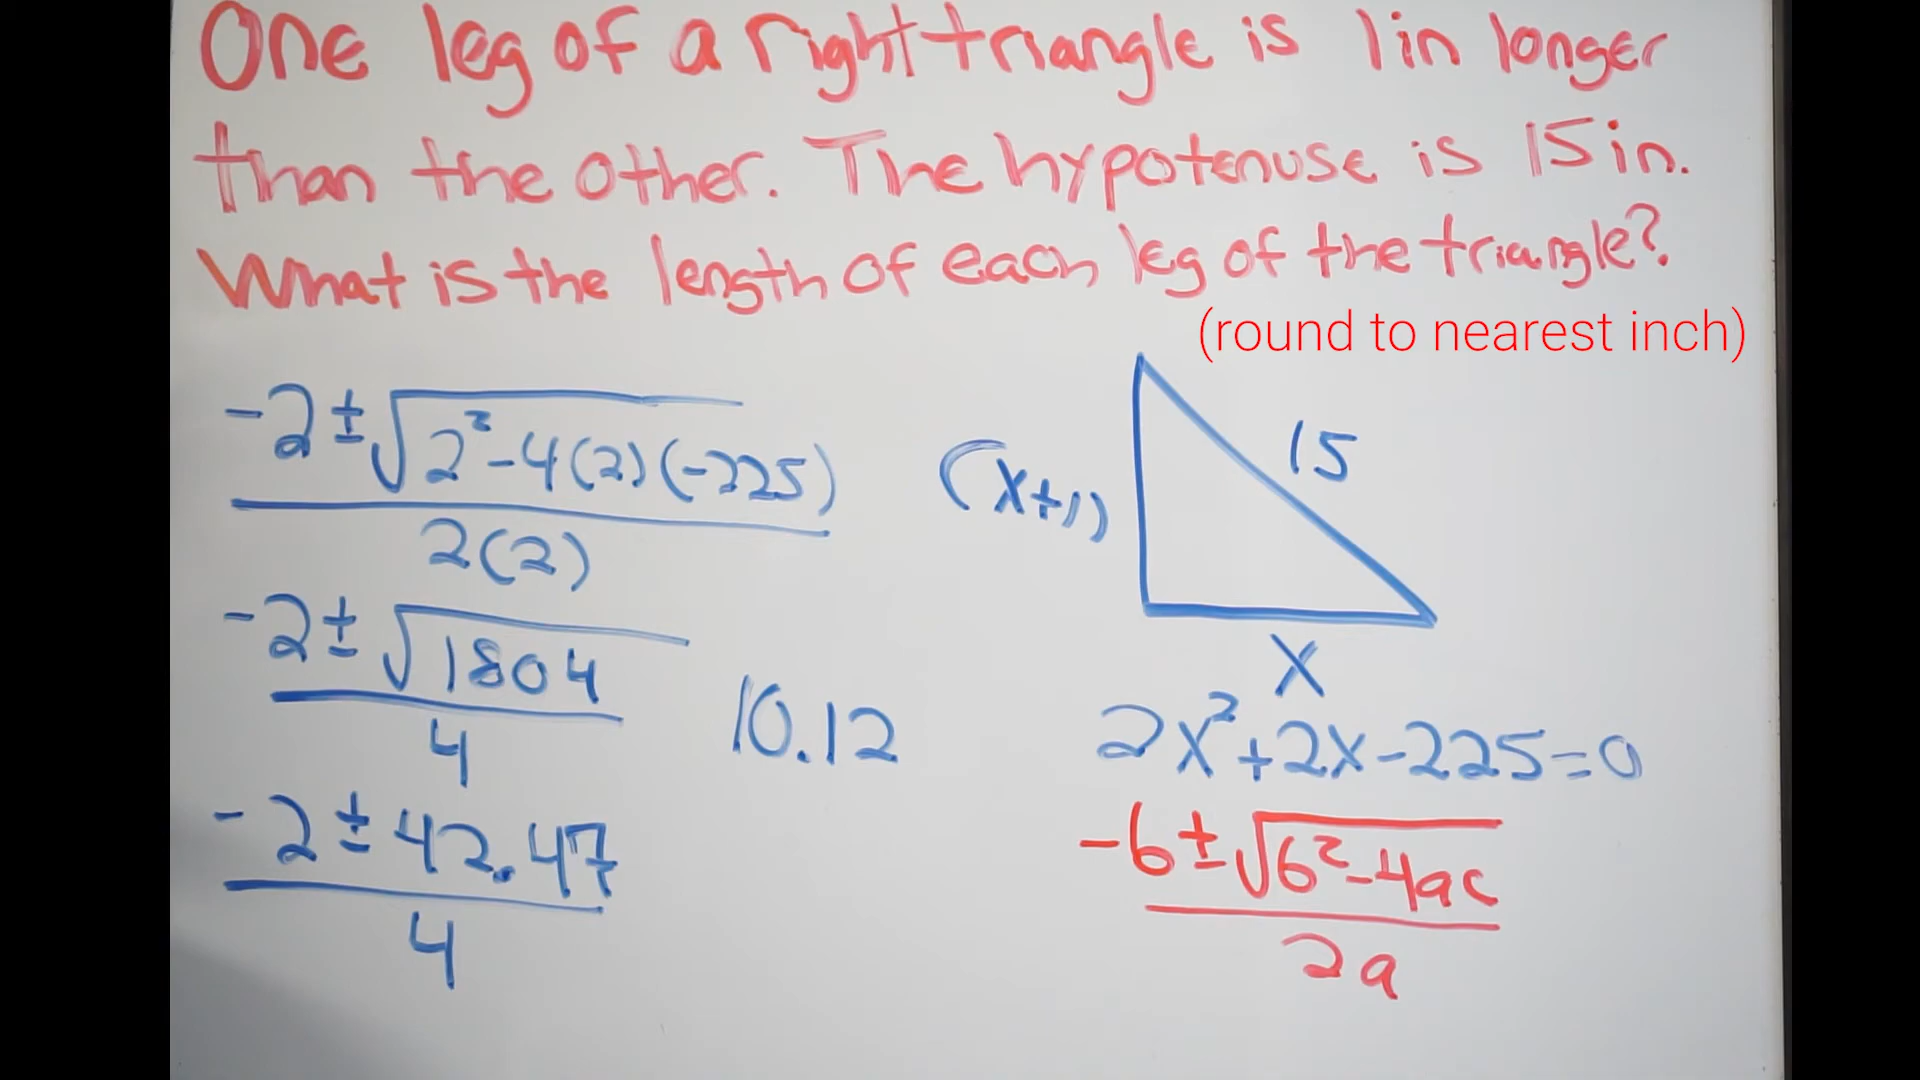 One leg of a right triangle is 1in longer
than the other. The hypotenuse is 15in.
What is the length of each leg of the triangle?
(round to nearest inch)
-2±√2²-4(2)(-225)
2(2)
-2±√1804
4
-2±42.47
4
10.12
(x+1)
15
x
2x²+2x-225=0
-b±√b²-4ac
2a